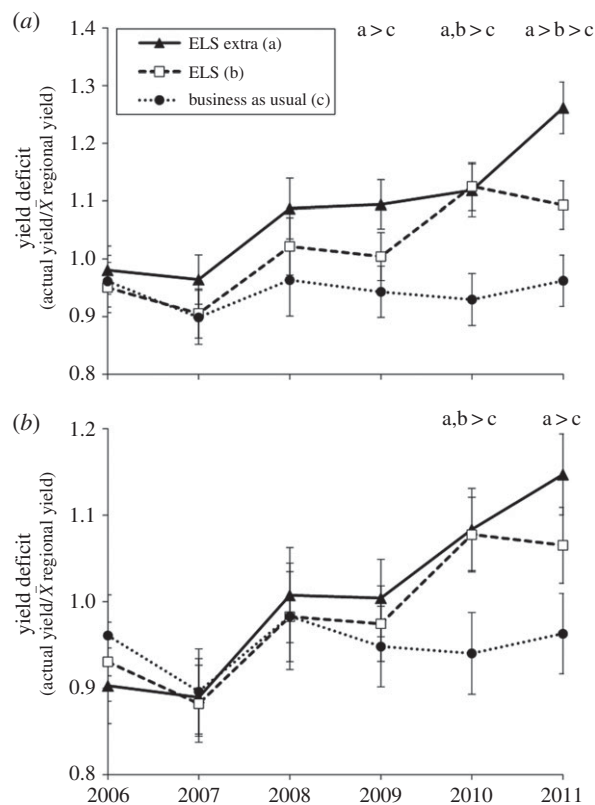 (a)
1.4
a > c
a,b > c
a > b > c
ELS extra (a)
ELS (b)
business as usual (c)
1.3
1.2
1.1
1.0
0.9
0.8
yield deficit
(actual yield/X̄ regional yield)
(b)
1.2
a,b > c
a > c
1.1
1.0
0.9
0.8
yield deficit
(actual yield/X̄ regional yield)
2006 2007 2008 2009 2010 2011